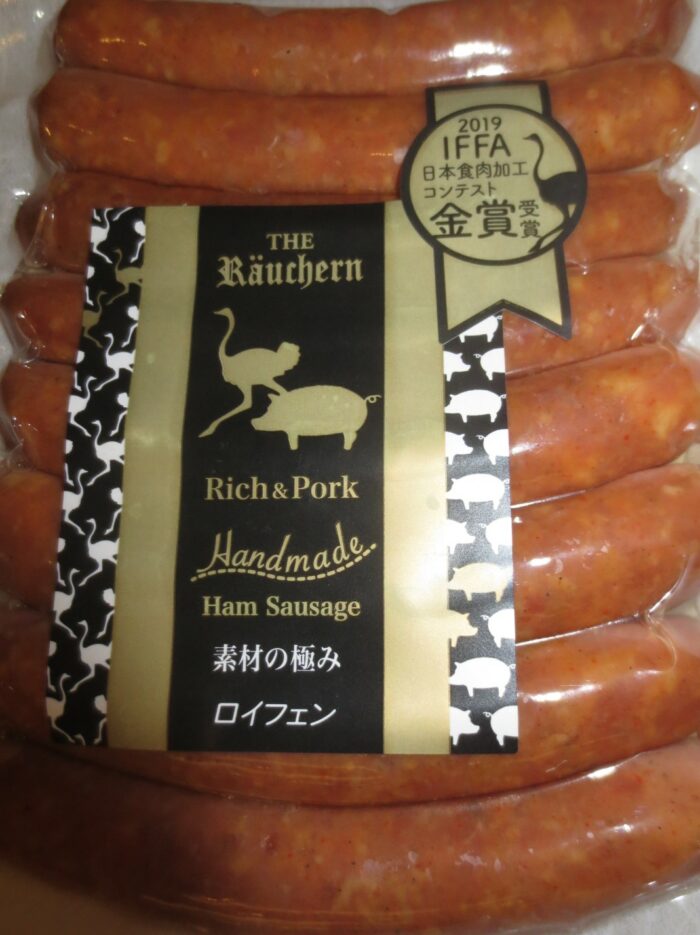 2019
IFFA
日本食肉加工
コンテスト
金賞受賞
THE
Räuchern
Rich & Pork
Handmade
Ham Sausage
素材の極み
ロイフェン